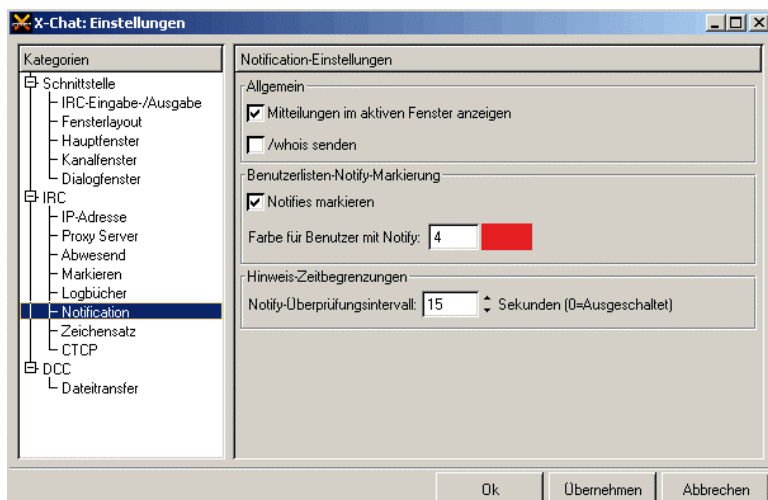 X-Chat: Einstellungen
Kategorien
Schnittstelle
IRC-Eingabe-/Ausgabe
Fensterlayout
Hauptfenster
Kanalfenster
Dialogfenster
IRC
IP-Adresse
Proxy Server
Abwesend
Markieren
Logbücher
Notification
Zeichensatz
CTCP
DCC
Dateitransfer
Notification-Einstellungen
Allgemein
Mitteilungen im aktiven Fenster anzeigen
/whois senden
Benutzerlisten-Notify-Markierung
Notifies markieren
Farbe für Benutzer mit Notify: 4
Hinweis-Zeitbegrenzungen
Notify-Überprüfungsintervall: 15 Sekunden (0=Ausgeschaltet)
Ok Übernehmen Abbrechen